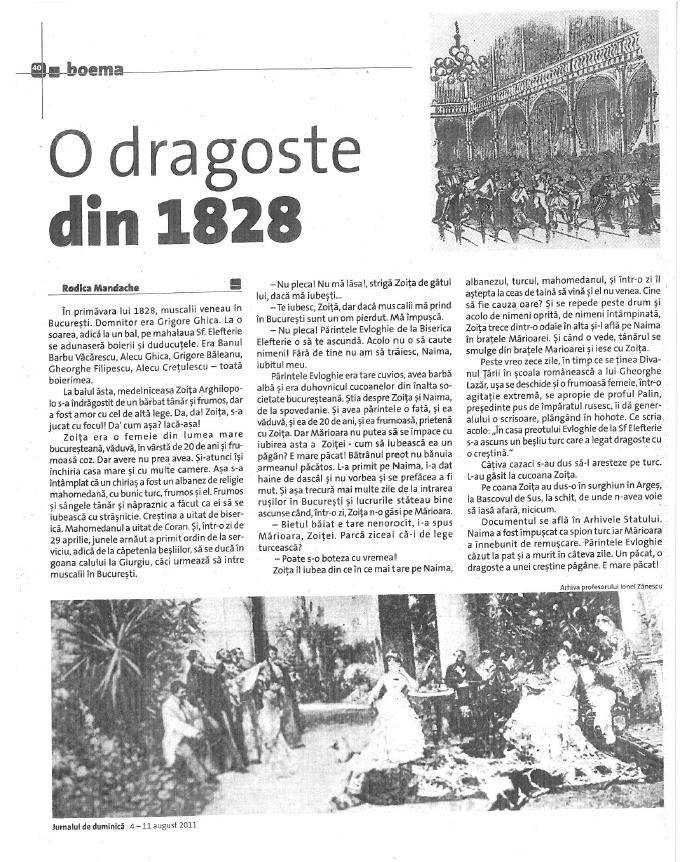 40 boema
O dragoste
din 1828
Rodica Mandache
În primăvara lui 1828, muscalii veneau în
București. Domnitor era Grigore Ghica. La o
soarea, adică la un bal, pe mahalaua Sf. Elefterie
se adunaseră boierii și duducuțele. Era Banul
Barbu Văcărescu, Alecu Ghica, Grigore Băleanu,
Gheorghe Filipescu, Alecu Crețulescu – toată
boierimea.
La balul ăsta, medelniceasa Zoița Arghilopo-
lo s-a îndrăgostit de un bărbat tânăr și frumos, dar
a fost amor cu cel de altă lege. Da, da! Zoița, s-a
jucat cu focul! Da' cum așa? Iacă-așa!
Zoița era o femeie din lumea mare
bucureșteană, văduvă, în vârstă de 20 de ani și fru-
moasă coz. Dar avere nu prea avea. Și-atunci își
închiria casa mare și cu multe camere. Așa s-a
întâmplat că un chiriaș a fost un albanez de religie
mahomedană, cu bunic turc, frumos și el. Frumos
și sângele tânăr și năpraznic a făcut ca ei să se
iubească cu strășnicie. Creștina a uitat de biseri-
că. Mahomedanul a uitat de Coran. Și, într-o zi de
29 aprilie, junele arnăut a primit ordin de la ser-
viciu, adică de la căpetenia beșliilor, să se ducă în
goana calului la Giurgiu, căci urmează să intre
muscalii în București.
– Nu pleca! Nu mă lăsa!, strigă Zoița de gâtul
lui, dacă mă iubești...
– Te iubesc, Zoiță, dar dacă muscalii mă prind
în București sunt un om pierdut. Mă împușcă.
– Nu pleca! Părintele Evloghie de la Biserica
Elefterie o să te ascundă. Acolo nu o să caute
nimeni! Fără de tine nu am să trăiesc, Naima,
iubitul meu.
Părintele Evloghie era tare cuvios, avea barbă
albă și era duhovnicul cucoanelor din înalta so-
cietate bucureșteană. Știa despre Zoița și Naima,
de la spovedanie. Și avea părintele o fată, și ea
văduvă, și ea de 20 de ani, și ea frumoasă, prietenă
cu Zoița. Dar Mărioara nu putea să se împace cu
iubirea asta a Zoiței - cum să iubească ea un
păgân? E mare păcat! Bătrânul preot nu bănuia
armeanul păcătos. L-a primit pe Naima, i-a dat
haine de dascăl și nu vorbea și se prefăcea a fi
mut. Și așa trecură mai multe zile de la intrarea
rușilor în București și lucrurile stăteau bine
ascunse când, într-o zi, Zoița n-o găsi pe Mărioara.
– Bietul băiat e tare nenorocit, i-a spus
Mărioara, Zoiței. Parcă ziceai că-i de lege
turcească?
– Poate s-o boteza cu vremea!
Zoița îl iubea din ce în ce mai tare pe Naima,
albanezul, turcul, mahomedanul, și într-o zi îl
aștepta la ceas de taină să vină și el nu venea. Cine
să fie cauza oare? Și se repede peste drum și
acolo de nimeni oprită, de nimeni întâmpinată,
Zoița trece dintr-o odaie în alta și-l află pe Naima
în brațele Mărioarei. Și când o vede, tânărul se
smulge din brațele Marioarei și iese cu Zoița.
Peste vreo zece zile, în timp ce se ținea Diva-
nul Țării în școala românească a lui Gheorghe
Lazăr, ușa se deschide și o frumoasă femeie, într-o
agitație extremă, se apropie de proful Palin,
președinte pus de împăratul rusesc, îi dă gener-
alului o scrisoare, plângând în hohote. Ce scria
acolo: „În casa preotului Evloghie de la Sf Elefterie
s-a ascuns un beșliu turc care a legat dragoste cu
o creștină.”
Câțiva cazaci s-au dus să-l aresteze pe turc.
L-au găsit la cucoana Zoița.
Pe coana Zoița au dus-o în surghiun în Argeș,
la Bascovul de Sus, la schit, de unde n-avea voie
să iasă afară, nicicum.
Documentul se află în Arhivele Statului.
Naima a fost împușcat ca spion turc iar Mărioara
a înnebunit de remușcare. Părintele Evloghie
căzut la pat și a murit în câteva zile. Un păcat, o
dragoste a unei creștine păgâne. E mare păcat!
Arhiva profesorului Ionel Zănescu
Jurnalul de duminică 4 – 11 august 2011